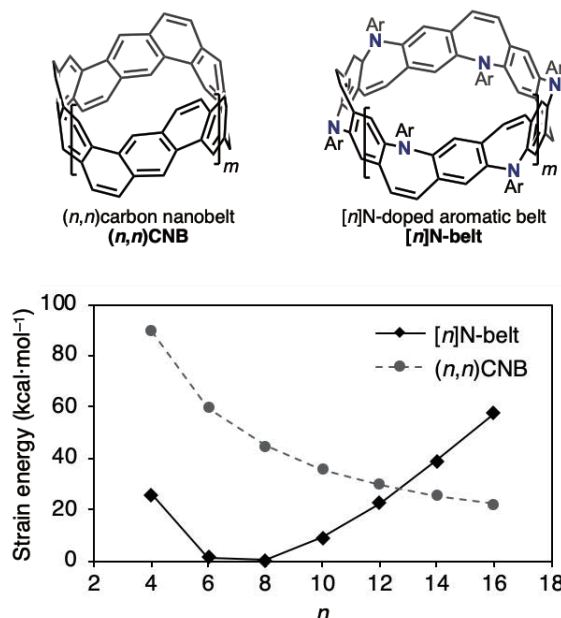 Ar
N
N
Ar
Ar
N
N
Ar
Ar
N
N
Ar
m
m
(n,n)carbon nanobelt
(n,n)CNB
[n]N-doped aromatic belt
[n]N-belt
Strain energy (kcal·mol⁻¹)
100
80
60
40
20
0
[n]N-belt
(n,n)CNB
2 4 6 8 10 12 14 16 18
n